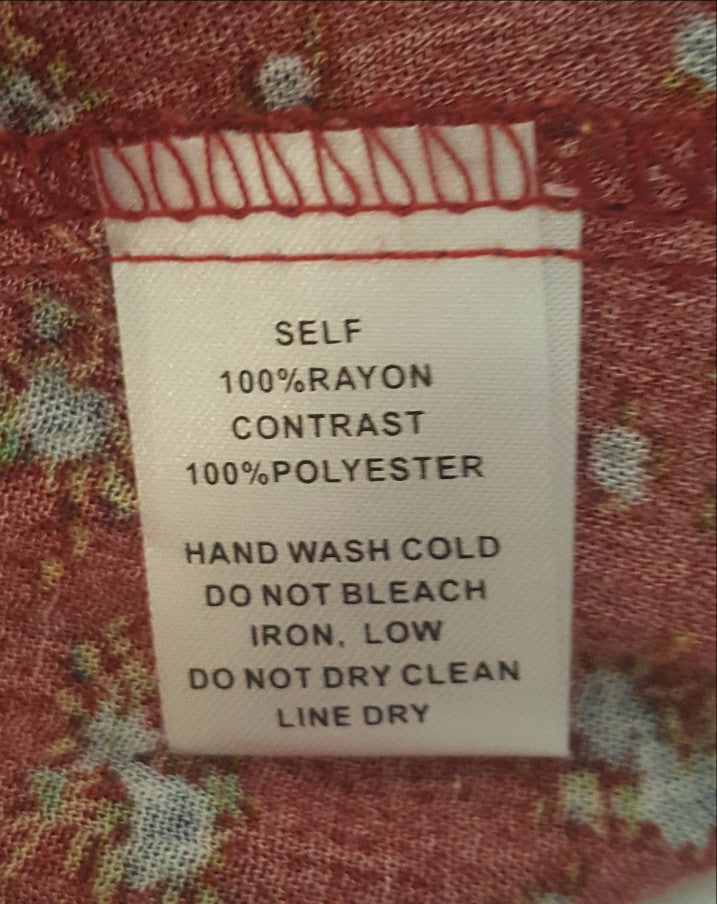 SELF
100%RAYON
CONTRAST
100%POLYESTER
HAND WASH COLD
DO NOT BLEACH
IRON, LOW
DO NOT DRY CLEAN
LINE DRY